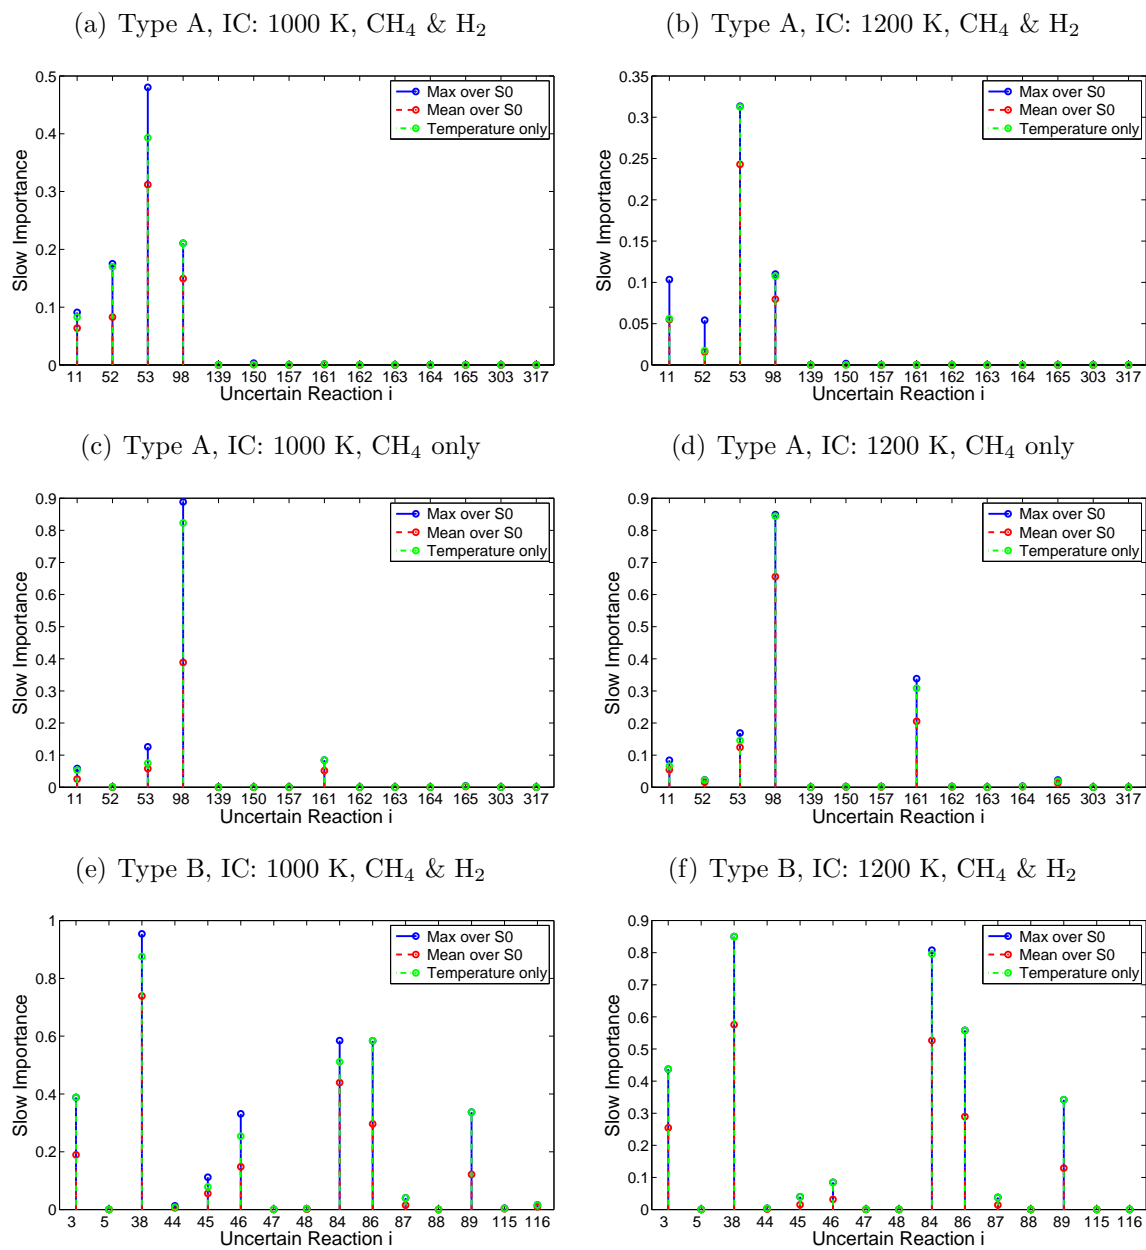 (a) Type A, IC: 1000 K, CH₄ & H₂
0.5
0.4
0.3
0.2
0.1
0
Slow Importance
Max over S0
Mean over S0
Temperature only
11 52 53 98 139 150 157 161 162 163 164 165 303 317
Uncertain Reaction i
(b) Type A, IC: 1200 K, CH₄ & H₂
0.35
0.3
0.25
0.2
0.15
0.1
0.05
0
Slow Importance
Max over S0
Mean over S0
Temperature only
11 52 53 98 139 150 157 161 162 163 164 165 303 317
Uncertain Reaction i
(c) Type A, IC: 1000 K, CH₄ only
0.9
0.8
0.7
0.6
0.5
0.4
0.3
0.2
0.1
0
Slow Importance
Max over S0
Mean over S0
Temperature only
11 52 53 98 139 150 157 161 162 163 164 165 303 317
Uncertain Reaction i
(d) Type A, IC: 1200 K, CH₄ only
0.9
0.8
0.7
0.6
0.5
0.4
0.3
0.2
0.1
0
Slow Importance
Max over S0
Mean over S0
Temperature only
11 52 53 98 139 150 157 161 162 163 164 165 303 317
Uncertain Reaction i
(e) Type B, IC: 1000 K, CH₄ & H₂
1
0.8
0.6
0.4
0.2
0
Slow Importance
Max over S0
Mean over S0
Temperature only
3 5 38 44 45 46 47 48 84 86 87 88 89 115 116
Uncertain Reaction i
(f) Type B, IC: 1200 K, CH₄ & H₂
0.9
0.8
0.7
0.6
0.5
0.4
0.3
0.2
0.1
0
Slow Importance
Max over S0
Mean over S0
Temperature only
3 5 38 44 45 46 47 48 84 86 87 88 89 115 116
Uncertain Reaction i